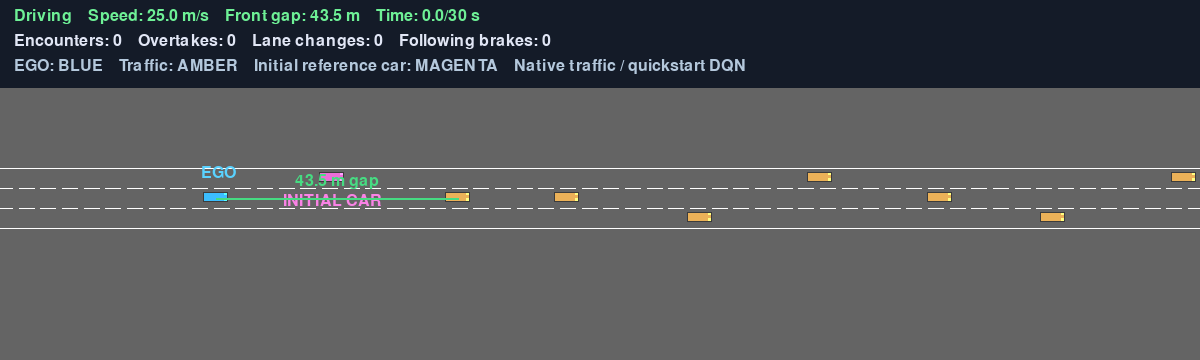 Driving Speed: 25.0 m/s Front gap: 43.5 m Time: 0.0/30 s
Encounters: 0 Overtakes: 0 Lane changes: 0 Following brakes: 0
EGO: BLUE Traffic: AMBER Initial reference car: MAGENTA Native traffic / quickstart DQN
EGO
43.5 m gap
INITIAL CAR